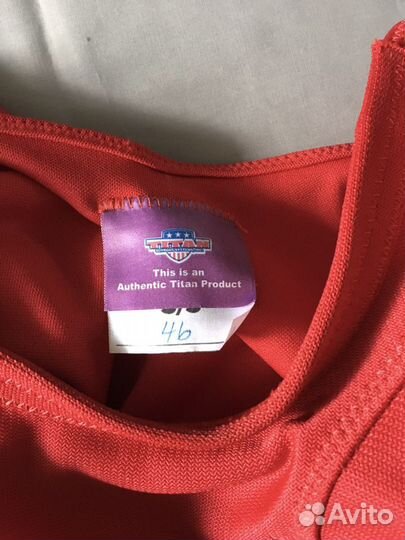 TITAN
This is an
Authentic Titan Product
46
Avito